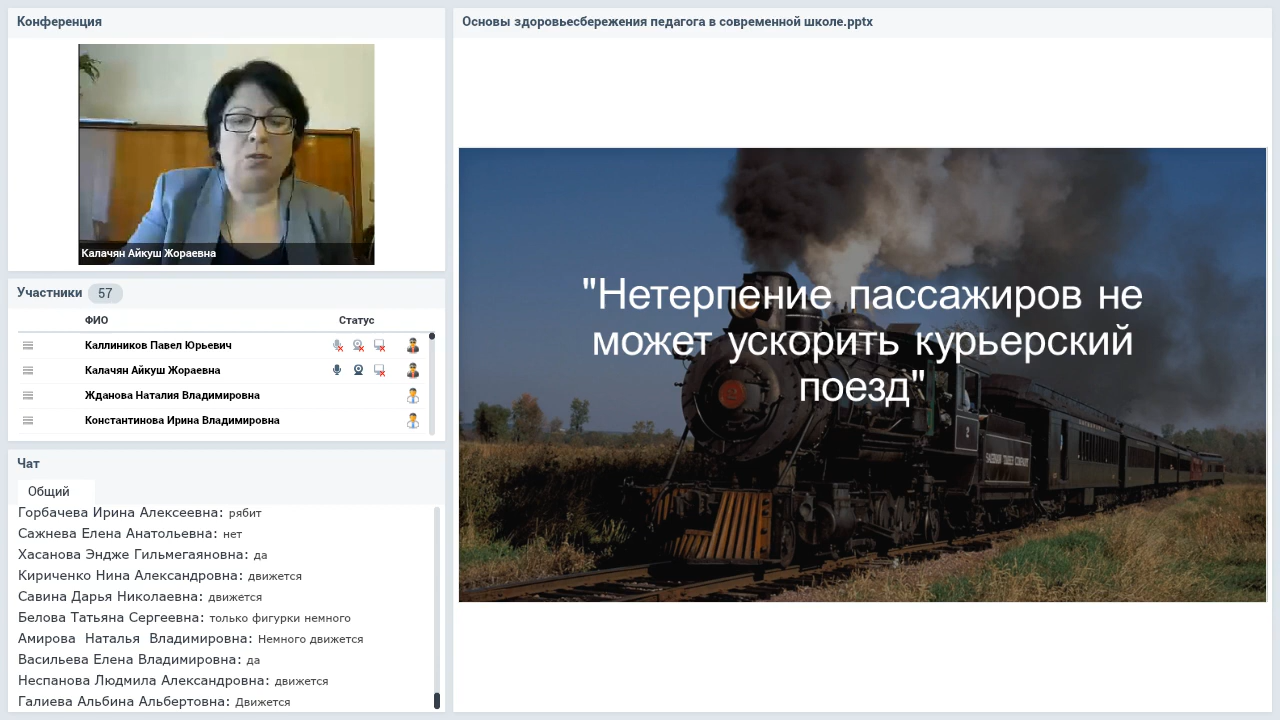 Конференция
Калачян Айкуш Жораевна
Участники 57
ФИО Статус
Каллиников Павел Юрьевич
Калачян Айкуш Жораевна
Жданова Наталия Владимировна
Константинова Ирина Владимировна
Чат
Общий
Горбачева Ирина Алексеевна: рябит
Сажнева Елена Анатольевна: нет
Хасанова Эндже Гильмегаяновна: да
Кириченко Нина Александровна: движется
Савина Дарья Николаевна: движется
Белова Татьяна Сергеевна: только фигурки немного
Амирова Наталья Владимировна: Немного движется
Васильева Елена Владимировна: да
Неспанова Людмила Александровна: движется
Галиева Альбина Альбертовна: Движется
Основы здоровьесбережения педагога в современной школе.pptx
"Нетерпение пассажиров не
может ускорить курьерский
поезд"
2